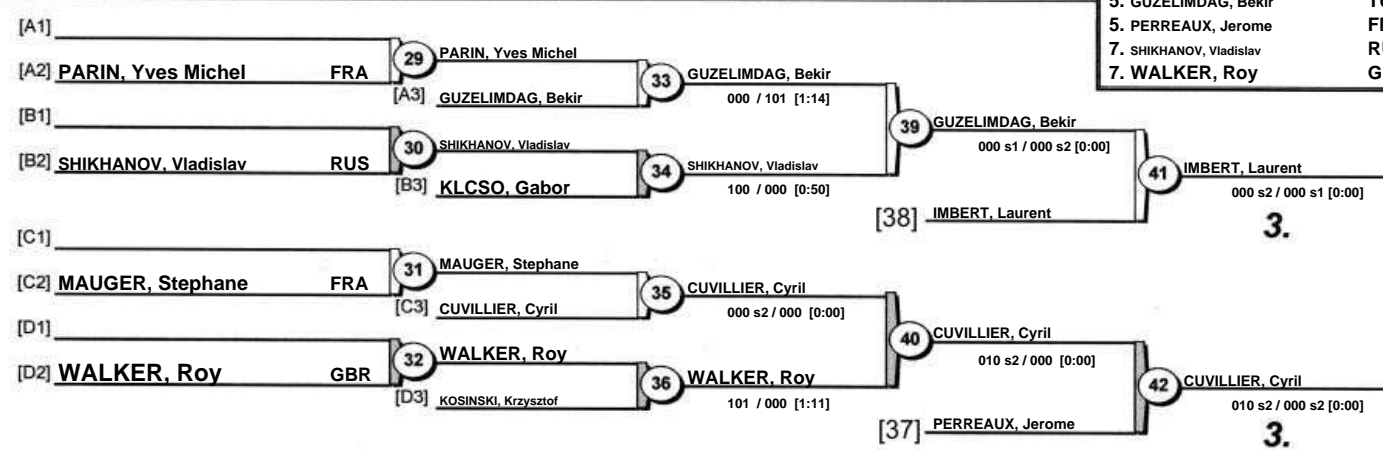 5. GUZELIMDAG, Bekir
5. PERREAUX, Jerome
7. SHIKHANOV, Vladislav
7. WALKER, Roy
[A1]
[A2] PARIN, Yves Michel FRA
29
PARIN, Yves Michel
[A3] GUZELIMDAG, Bekir
33
GUZELIMDAG, Bekir
000 / 101 [1:14]
[B1]
[B2] SHIKHANOV, Vladislav RUS
30
SHIKHANOV, Vladislav
[B3] KLCSO, Gabor
34
SHIKHANOV, Vladislav
100 / 000 [0:50]
39
GUZELIMDAG, Bekir
000 s1 / 000 s2 [0:00]
[38] IMBERT, Laurent
41
IMBERT, Laurent
000 s2 / 000 s1 [0:00]
3.
[C1]
[C2] MAUGER, Stephane FRA
31
MAUGER, Stephane
[C3] CUVILLIER, Cyril
35
CUVILLIER, Cyril
000 s2 / 000 [0:00]
[D1]
[D2] WALKER, Roy GBR
32
WALKER, Roy
[D3] KOSINSKI, Krzysztof
36
WALKER, Roy
101 / 000 [1:11]
40
CUVILLIER, Cyril
010 s2 / 000 [0:00]
[37] PERREAUX, Jerome
42
CUVILLIER, Cyril
010 s2 / 000 s2 [0:00]
3.